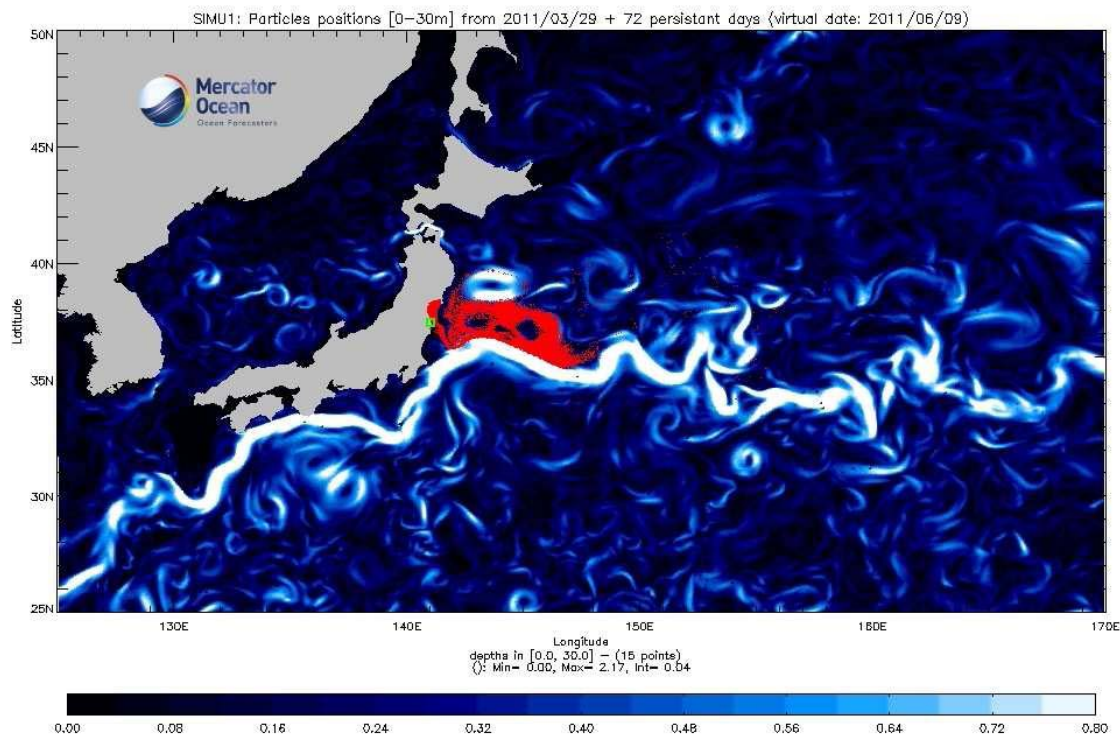 SIMU1: Particles positions [0-30m] from 2011/03/29 + 72 persistant days (virtual date: 2011/06/09)
50N
Mercator
Ocean
Ocean Forecasters
45N
40N
Latitude
35N
30N
25N
130E 140E 150E 160E 170E
Longitude
depths in [0.0, 30.0] - (15 points)
(): Min= 0.00, Max= 2.17, Int= 0.04
0.00 0.08 0.16 0.24 0.32 0.40 0.48 0.56 0.64 0.72 0.80